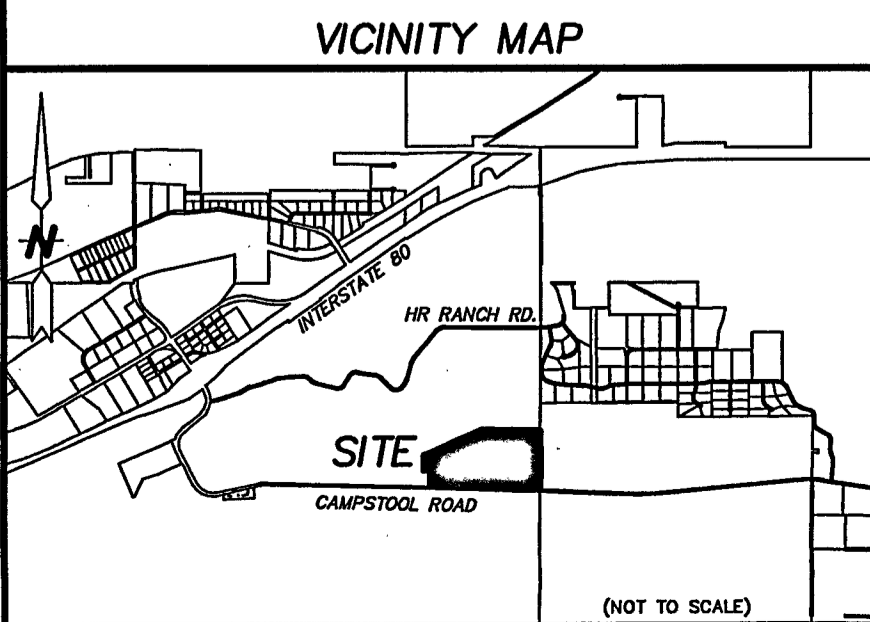 VICINITY MAP
N
INTERSTATE 80
HR RANCH RD.
SITE
CAMPSTOOL ROAD
(NOT TO SCALE)